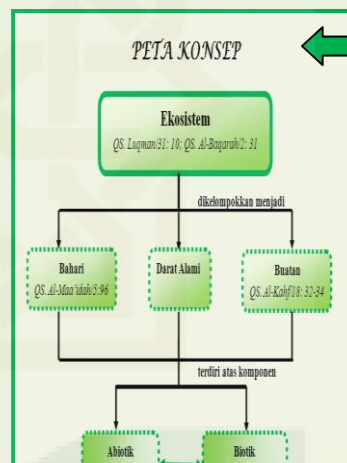 PETA KONSEP
Ekosistem
QS. Luqman/31: 10; QS. Al-Baqarah/2: 31
dikelompokkan menjadi
Bahari
QS. Al-Maa'idah/5:96
Darat Alami
Buatan
QS. Al-Kahf/18: 32-34
terdiri atas komponen
Abiotik
Biotik